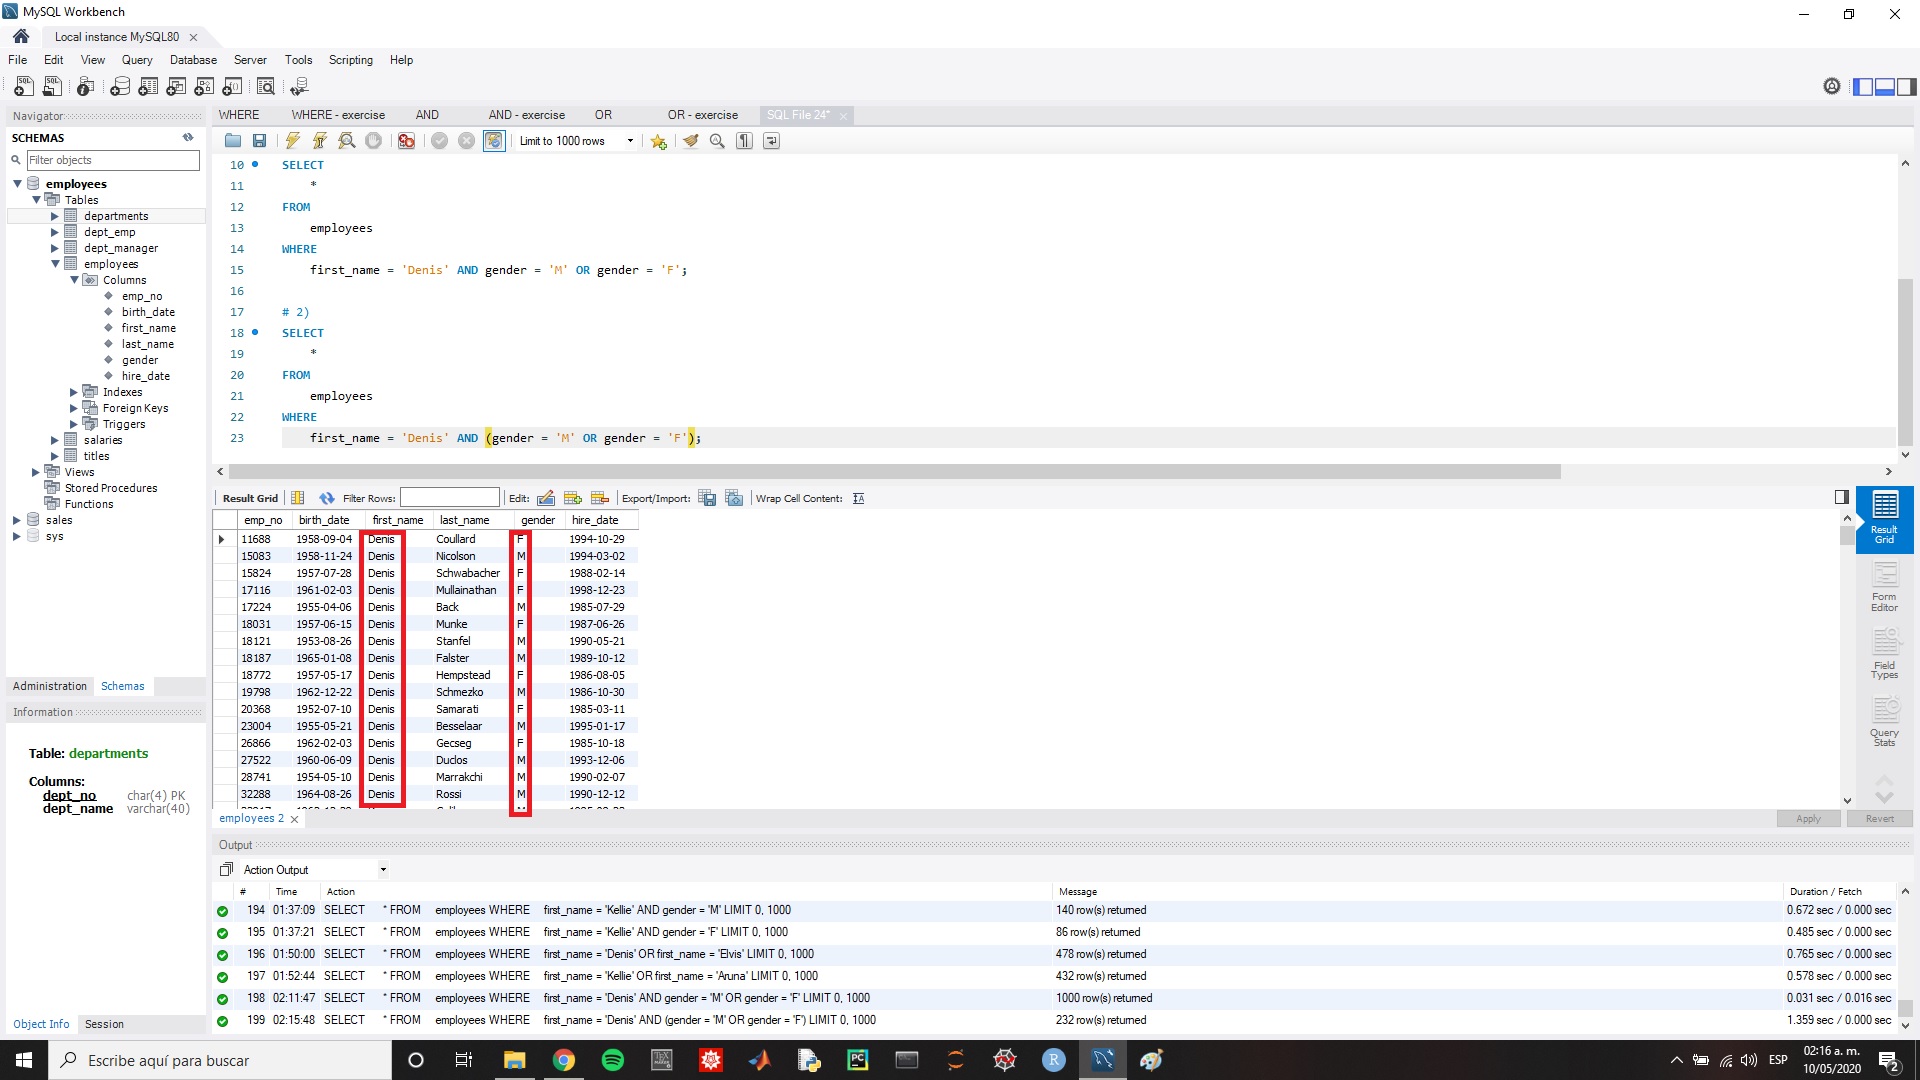 MySQL Workbench
Local instance MySQL80
File Edit View Query Database Server Tools Scripting Help
Navigator
SCHEMAS
Filter objects
employees
Tables
departments
dept_emp
dept_manager
employees
Columns
emp_no
birth_date
first_name
last_name
gender
hire_date
Indexes
Foreign Keys
Triggers
salaries
titles
Views
Stored Procedures
Functions
sales
sys
Administration Schemas
Information
Table: departments
Columns:
dept_no char(4) PK
dept_name varchar(40)
Object Info Session
WHERE WHERE - exercise AND AND - exercise OR OR - exercise SQL File 24*
Limit to 1000 rows
10 SELECT
11 *
12 FROM
13 employees
14 WHERE
15 first_name = 'Denis' AND gender = 'M' OR gender = 'F';
16
17 # 2)
18 SELECT
19 *
20 FROM
21 employees
22 WHERE
23 first_name = 'Denis' AND (gender = 'M' OR gender = 'F');
Result Grid Filter Rows: Edit: Export/Import: Wrap Cell Content:
emp_no birth_date first_name last_name gender hire_date
11688 1958-09-04 Denis Coullard F 1994-10-29
15083 1958-11-24 Denis Nicolson M 1994-03-02
15824 1957-07-28 Denis Schwabacher F 1988-02-14
17116 1961-02-03 Denis Mullainathan F 1998-12-23
17224 1955-04-06 Denis Back M 1985-07-29
18031 1957-06-15 Denis Munke F 1987-06-26
18121 1953-08-26 Denis Stanfel M 1990-05-21
18187 1965-01-08 Denis Falster M 1989-10-12
18772 1957-05-17 Denis Hempstead F 1986-08-05
19798 1962-12-22 Denis Schmezko M 1986-10-30
20368 1952-07-10 Denis Samarati F 1985-03-11
23004 1955-05-21 Denis Besselaar M 1995-01-17
26866 1962-02-03 Denis Gecseg F 1985-10-18
27522 1960-06-09 Denis Duclos M 1993-12-06
28741 1954-05-10 Denis Marrakchi M 1990-02-07
32288 1964-08-26 Denis Rossi M 1990-12-12
Result Grid
Form Editor
Field Types
Query Stats
employees 2
Apply Revert
Output
Action Output
# Time Action Message Duration / Fetch
194 01:37:09 SELECT * FROM employees WHERE first_name = 'Kellie' AND gender = 'M' LIMIT 0, 1000 140 row(s) returned 0.672 sec / 0.000 sec
195 01:37:21 SELECT * FROM employees WHERE first_name = 'Kellie' AND gender = 'F' LIMIT 0, 1000 86 row(s) returned 0.485 sec / 0.000 sec
196 01:50:00 SELECT * FROM employees WHERE first_name = 'Denis' OR first_name = 'Elvis' LIMIT 0, 1000 478 row(s) returned 0.765 sec / 0.000 sec
197 01:52:44 SELECT * FROM employees WHERE first_name = 'Kellie' OR first_name = 'Aruna' LIMIT 0, 1000 432 row(s) returned 0.578 sec / 0.000 sec
198 02:11:47 SELECT * FROM employees WHERE first_name = 'Denis' AND gender = 'M' OR gender = 'F' LIMIT 0, 1000 1000 row(s) returned 0.031 sec / 0.016 sec
199 02:15:48 SELECT * FROM employees WHERE first_name = 'Denis' AND (gender = 'M' OR gender = 'F') LIMIT 0, 1000 232 row(s) returned 1.359 sec / 0.000 sec
Escribe aquí para buscar
ESP
02:16 a. m.
10/05/2020
2